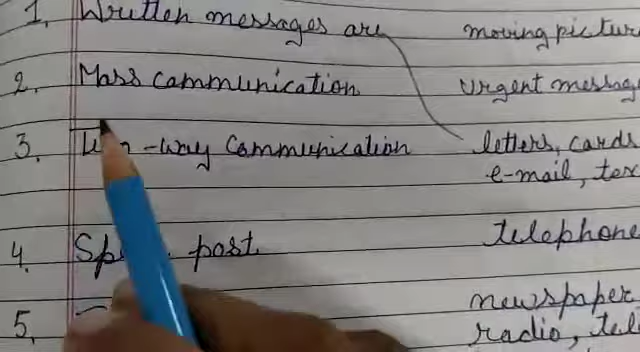 1. Written messages are moving
2. Mass communication Urgent
3. -way Communication letters, cards
e-mail,
4. post telephone
newspaper
5. radio,